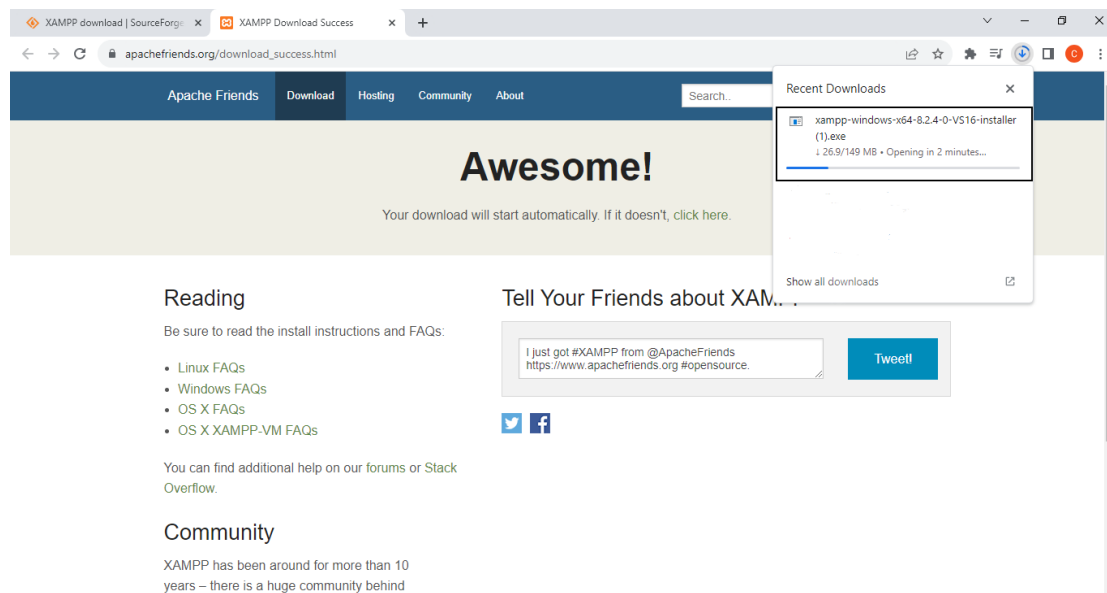 XAMPP download | SourceForge
XAMPP Download Success
apachefriends.org/download_success.html
C
Apache Friends
Download
Hosting
Community
About
Search..
Recent Downloads
xampp-windows-x64-8.2.4-0-VS16-installer
(1).exe
↓ 26.9/149 MB • Opening in 2 minutes...
Show all downloads
Awesome!
Your download will start automatically. If it doesn't, click here.
Reading
Be sure to read the install instructions and FAQs:
• Linux FAQs
• Windows FAQs
• OS X FAQs
• OS X XAMPP-VM FAQs
You can find additional help on our forums or Stack
Overflow.
Community
XAMPP has been around for more than 10
years – there is a huge community behind
Tell Your Friends about
I just got #XAMPP from @ApacheFriends
https://www.apachefriends.org #opensource.
Tweet!